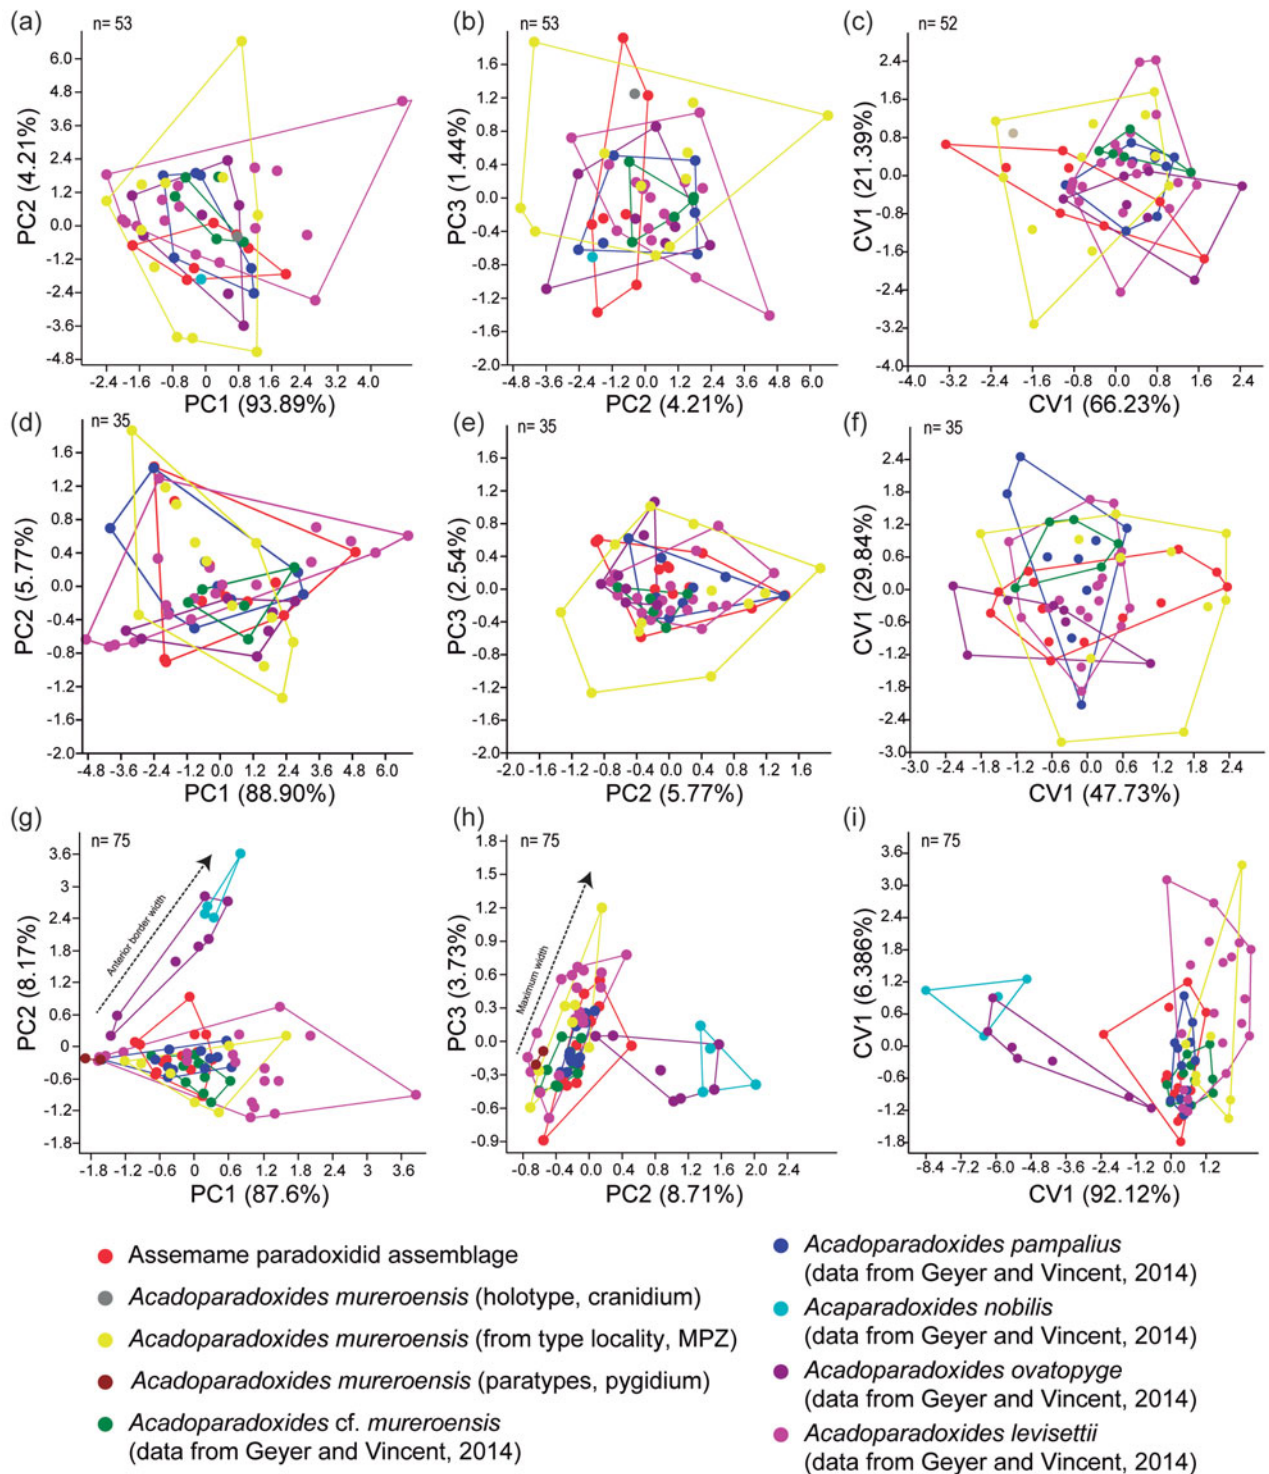 (a)
n= 53
6.0
4.8
3.6
2.4
1.2
0.0
-1.2
-2.4
-3.6
-4.8
PC2 (4.21%)
-2.4 -1.6 -0.8 0 0.8 1.6 2.4 3.2 4.0
PC1 (93.89%)
(b)
n= 53
1.6
1.2
0.8
0.4
0.0
-0.4
-0.8
-1.2
-1.6
-2.0
PC3 (1.44%)
-4.8 -3.6 -2.4 -1.2 0.0 1.2 2.4 3.6 4.8 6.0
PC2 (4.21%)
(c)
n= 52
2.4
1.6
0.8
0.0
-0.8
-1.6
-2.4
-3.2
-4.0
CV1 (21.39%)
-4.0 -3.2 -2.4 -1.6 -0.8 0.0 0.8 1.6 2.4
CV1 (66.23%)
(d)
n= 35
1.6
1.2
0.8
0.4
0.0
-0.4
-0.8
-1.2
-1.6
-2.0
PC2 (5.77%)
-4.8 -3.6 -2.4 -1.2 0.0 1.2 2.4 3.6 4.8 6.0
PC1 (88.90%)
(e)
n= 35
1.6
1.2
0.8
0.4
0.0
-0.4
-0.8
-1.2
-1.6
-2.0
PC3 (2.54%)
-2.0 -1.6 -1.2 -0.8 -0.4 0.0 0.4 0.8 1.2 1.6
PC2 (5.77%)
(f)
n= 35
2.4
1.8
1.2
0.6
0.0
-0.6
-1.2
-1.8
-2.4
-3.0
CV1 (29.84%)
-3.0 -2.4 -1.8 -1.2 -0.6 0.0 0.6 1.2 1.8 2.4
CV1 (47.73%)
(g)
n= 75
3.6
3
2.4
1.8
1.2
0.6
0
-0.6
-1.2
-1.8
PC2 (8.17%)
Anterior border width
-1.8 -1.2 -0.6 0 0.6 1.2 1.8 2.4 3 3.6
PC1 (87.6%)
(h)
n= 75
1.8
1.5
1.2
0.9
0.6
0.3
0.0
-0.3
-0.6
-0.9
PC3 (3.73%)
Maximum width
-0.8 -0.4 0.0 0.4 0.8 1.2 1.6 2.0 2.4
PC2 (8.71%)
(i)
n= 75
3.6
3.0
2.4
1.8
1.2
0.6
0.0
-0.6
-1.2
-1.8
CV1 (6.386%)
-8.4 -7.2 -6.0 -4.8 -3.6 -2.4 -1.2 0.0 1.2
CV1 (92.12%)
Assemame paradoxidid assemblage
Acadoparadoxides mureroensis (holotype, cranidium)
Acadoparadoxides mureroensis (from type locality, MPZ)
Acadoparadoxides mureroensis (paratypes, pygidium)
Acadoparadoxides cf. mureroensis
(data from Geyer and Vincent, 2014)
Acadoparadoxides pampalius
(data from Geyer and Vincent, 2014)
Acaparadoxides nobilis
(data from Geyer and Vincent, 2014)
Acadoparadoxides ovatopyge
(data from Geyer and Vincent, 2014)
Acadoparadoxides levisettii
(data from Geyer and Vincent, 2014)